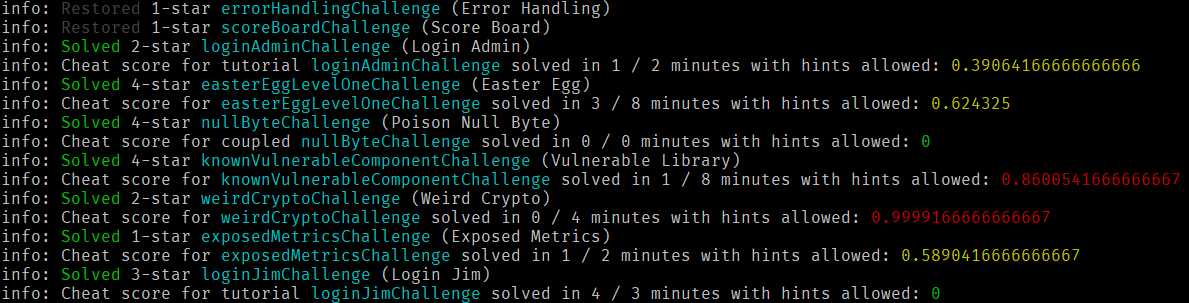 info: Restored 1-star errorHandlingChallenge (Error Handling)
info: Restored 1-star scoreBoardChallenge (Score Board)
info: Solved 2-star loginAdminChallenge (Login Admin)
info: Cheat score for tutorial loginAdminChallenge solved in 1 / 2 minutes with hints allowed: 0.39064166666666666
info: Solved 4-star easterEggLevelOneChallenge (Easter Egg)
info: Cheat score for easterEggLevelOneChallenge solved in 3 / 8 minutes with hints allowed: 0.624325
info: Solved 4-star nullByteChallenge (Poison Null Byte)
info: Cheat score for coupled nullByteChallenge solved in 0 / 0 minutes with hints allowed: 0
info: Solved 4-star knownVulnerableComponentChallenge (Vulnerable Library)
info: Cheat score for knownVulnerableComponentChallenge solved in 1 / 8 minutes with hints allowed: 0.8600541666666667
info: Solved 2-star weirdCryptoChallenge (Weird Crypto)
info: Cheat score for weirdCryptoChallenge solved in 0 / 4 minutes with hints allowed: 0.9999166666666667
info: Solved 1-star exposedMetricsChallenge (Exposed Metrics)
info: Cheat score for exposedMetricsChallenge solved in 1 / 2 minutes with hints allowed: 0.5890416666666667
info: Solved 3-star loginJimChallenge (Login Jim)
info: Cheat score for tutorial loginJimChallenge solved in 4 / 3 minutes with hints allowed: 0